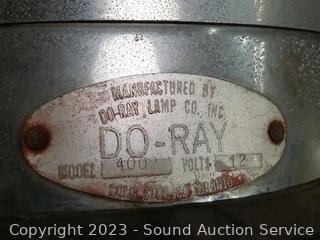 MANUFACTURED BY
DO-RAY LAMP CO. INC.
DO-RAY
MODEL 400 VOLTS 12
Copyright 2023 - Sound Auction Service